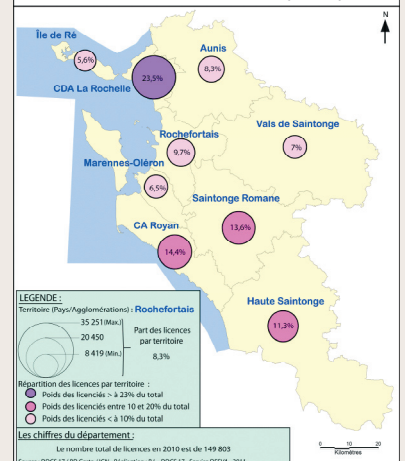 N
Île de Ré
5,6%
Aunis
8,3%
23,5%
CDA La Rochelle
Vals de Saintonge
7%
Rochefortais
9.7%
Marennes-Oléron
6,5%
Saintonge Romane
13,6%
CA Royan
14,4%
Haute Saintonge
11,3%
LEGENDE :
Territoire (Pays/Agglomérations) : Rochefortais
35 251 (Max.)
20 450
8 419 (Min.)
Part des licences
par territoire
8,3%
Répartition des licences par territoire :
Poids des licenciés > à 23% du total
Poids des licenciés entre 10 et 20% du total
Poids des licenciés < à 10% du total
Les chiffres du département :
Le nombre total de licences en 2010 est de 149 803
0 10 20
Kilomètres